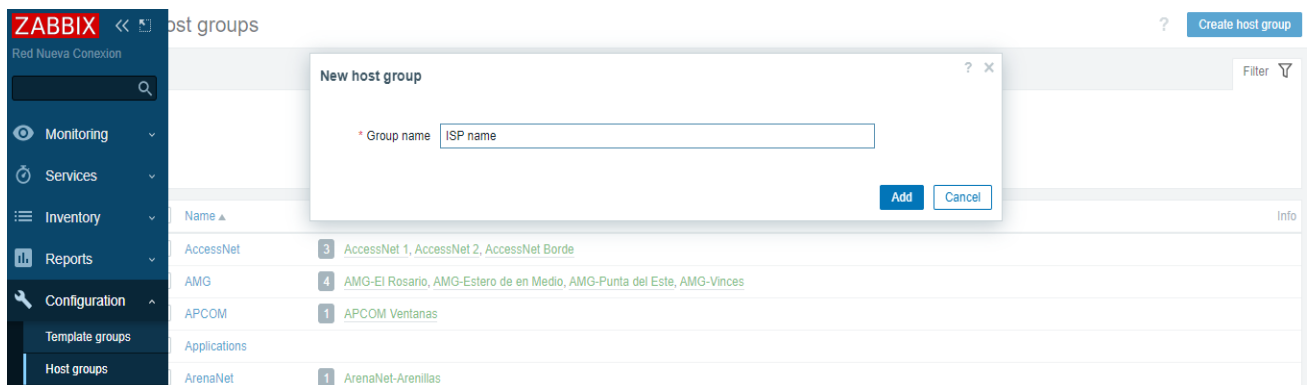 ZABBIX
Host groups
?
Create host group
Red Nueva Conexion
New host group
?
Filter
* Group name
ISP name
Monitoring
Services
Add
Cancel
Inventory
Name
Info
AccessNet
3
AccessNet 1, AccessNet 2, AccessNet Borde
Reports
AMG
4
AMG-El Rosario, AMG-Estero de en Medio, AMG-Punta del Este, AMG-Vinces
Configuration
APCOM
1
APCOM Ventanas
Template groups
Applications
Host groups
ArenaNet
1
ArenaNet-Arenillas